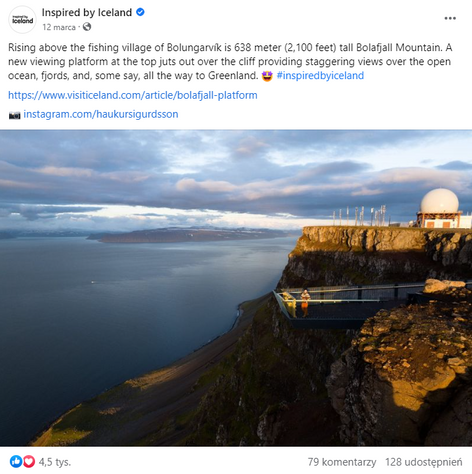 Inspired by Iceland
12 marca ·
Rising above the fishing village of Bolungarvík is 638 meter (2,100 feet) tall Bolafjall Mountain. A
new viewing platform at the top juts out over the cliff providing staggering views over the open
ocean, fjords, and, some say, all the way to Greenland. 🤩 #inspiredbyiceland
https://www.visiticeland.com/article/bolafjall-platform
📷 instagram.com/haukursigurdsson
4,5 tys.
79 komentarzy 128 udostępnień